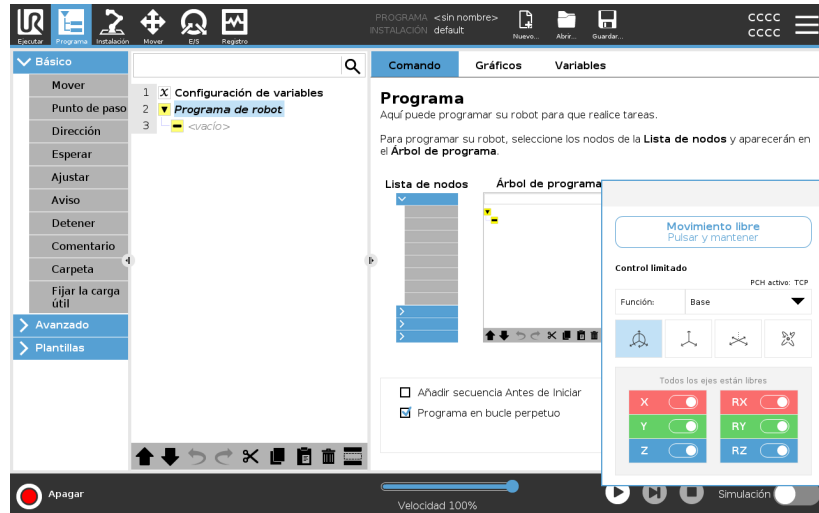 UR
Ejecutar
Programa
Instalación
Mover
E/S
Registro
PROGRAMA <sin nombre>
INSTALACIÓN default
Nuevo...
Abrir...
Guardar...
cccc
cccc
Básico
Mover
Punto de paso
Dirección
Esperar
Ajustar
Aviso
Detener
Comentario
Carpeta
Fijar la carga
útil
Avanzado
Plantillas
1 X Configuración de variables
2 Programa de robot
3 <vacío>
Comando Gráficos Variables
Programa
Aquí puede programar su robot para que realice tareas.
Para programar su robot, seleccione los nodos de la Lista de nodos y aparecerán en
el Árbol de programa.
Lista de nodos Árbol de programa
Añadir secuencia Antes de Iniciar
Programa en bucle perpetuo
Movimiento libre
Pulsar y mantener
Control limitado
PCH activo: TCP
Función: Base
Todos los ejes están libres
X RX
Y RY
Z RZ
Apagar
Velocidad 100%
Simulación